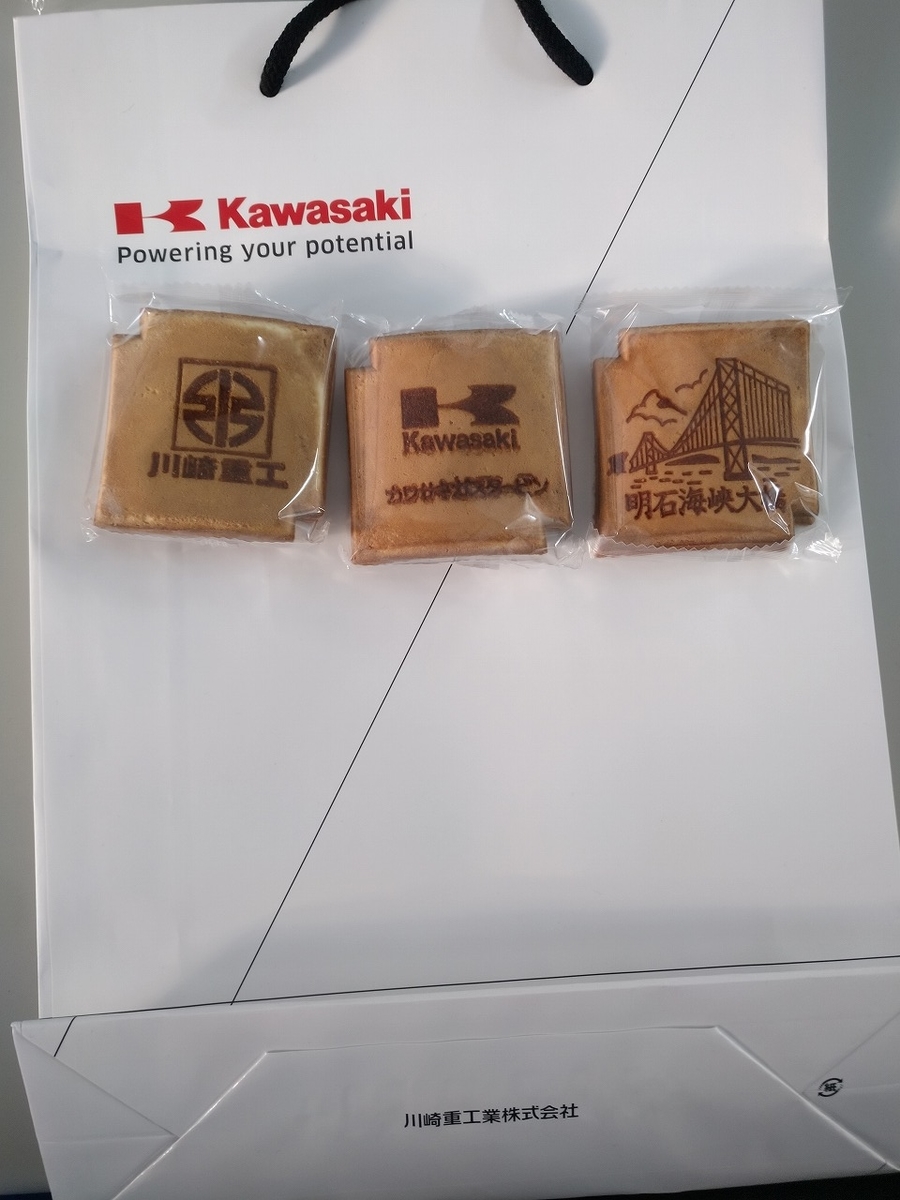 Kawasaki
Powering your potential
川崎重工
Kawasaki
カワサキガスタービン
明石海峡大橋
川崎重工業株式会社
紙